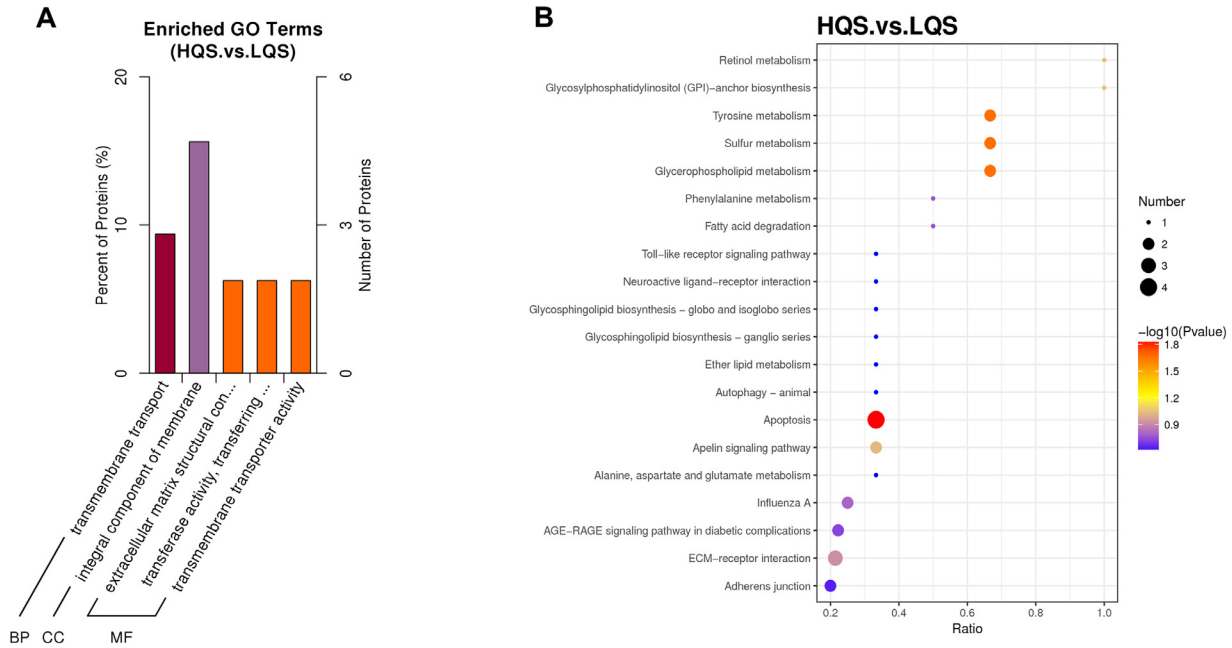 A
Enriched GO Terms
(HQS.vs.LQS)
Percent of Proteins (%)
0
10
20
Number of Proteins
0
3
6
transmembrane transport
integral component of membrane
extracellular matrix structural con...
transferase activity, transferring ...
transmembrane transporter activity
BP
CC
MF
B
HQS.vs.LQS
Retinol metabolism
Glycosylphosphatidylinositol (GPI)−anchor biosynthesis
Tyrosine metabolism
Sulfur metabolism
Glycerophospholipid metabolism
Phenylalanine metabolism
Fatty acid degradation
Toll−like receptor signaling pathway
Neuroactive ligand−receptor interaction
Glycosphingolipid biosynthesis − globo and isoglobo series
Glycosphingolipid biosynthesis − ganglio series
Ether lipid metabolism
Autophagy − animal
Apoptosis
Apelin signaling pathway
Alanine, aspartate and glutamate metabolism
Influenza A
AGE−RAGE signaling pathway in diabetic complications
ECM−receptor interaction
Adherens junction
0.2
0.4
0.6
0.8
1.0
Ratio
Number
1
2
3
4
−log10(Pvalue)
1.8
1.5
1.2
0.9